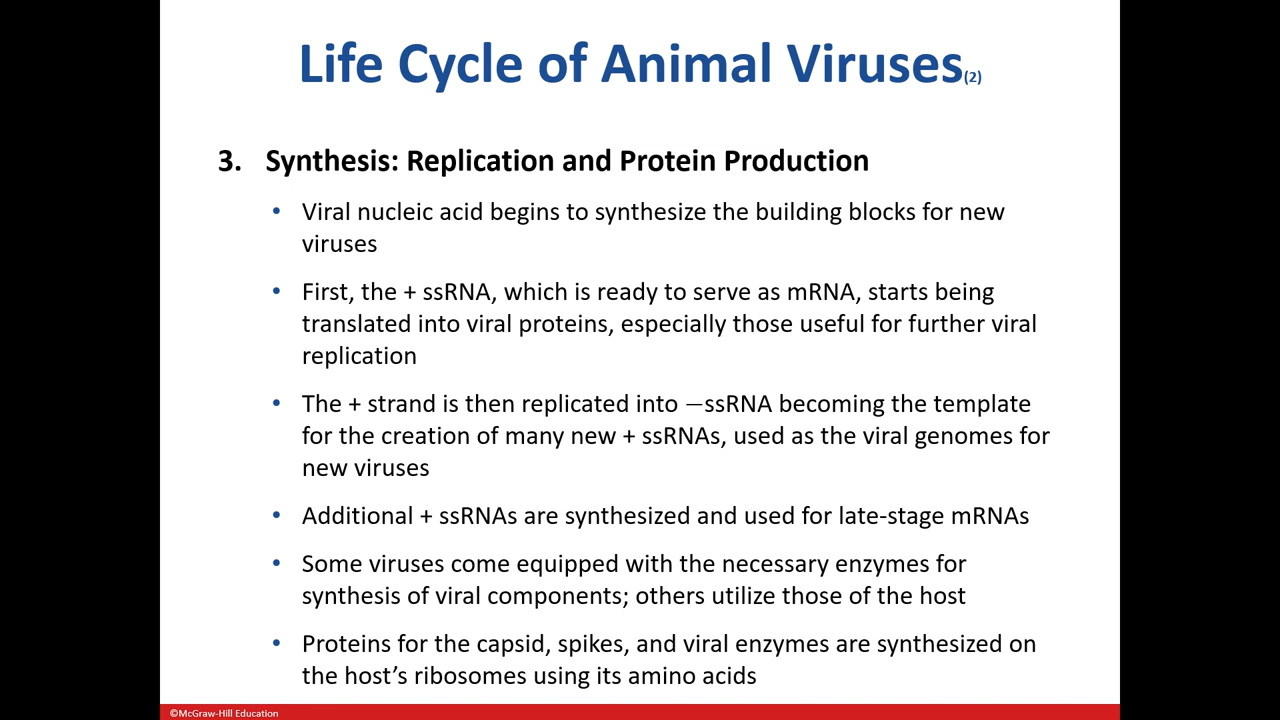 Life Cycle of Animal Viruses(2)
3. Synthesis: Replication and Protein Production
• Viral nucleic acid begins to synthesize the building blocks for new
viruses
• First, the + ssRNA, which is ready to serve as mRNA, starts being
translated into viral proteins, especially those useful for further viral
replication
• The + strand is then replicated into −ssRNA becoming the template
for the creation of many new + ssRNAs, used as the viral genomes for
new viruses
• Additional + ssRNAs are synthesized and used for late-stage mRNAs
• Some viruses come equipped with the necessary enzymes for
synthesis of viral components; others utilize those of the host
• Proteins for the capsid, spikes, and viral enzymes are synthesized on
the host’s ribosomes using its amino acids
©McGraw-Hill Education